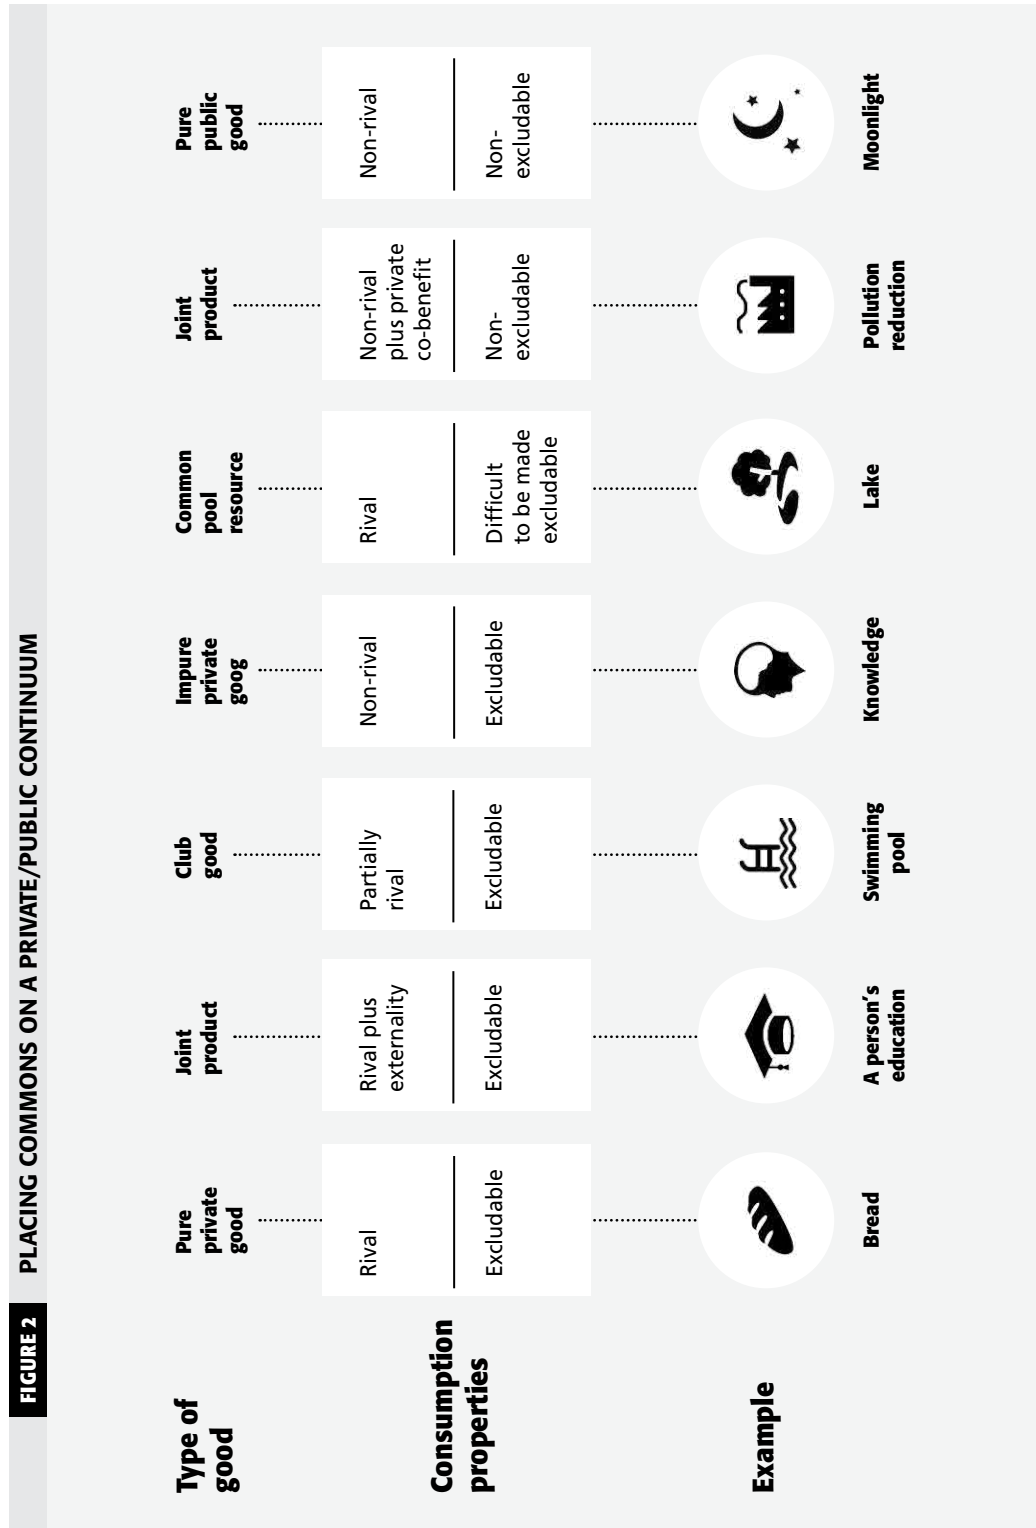 FIGURE 2 PLACING COMMONS ON A PRIVATE/PUBLIC CONTINUUM
Type of
good
Pure
private
good
Joint
product
Club
good
Impure
private
goog
Common
pool
resource
Joint
product
Pure
public
good
Consumption
properties
Rival
Excludable
Rival plus
externality
Excludable
Partially
rival
Excludable
Non-rival
Excludable
Rival
Difficult
to be made
excludable
Non-rival
plus private
co-benefit
Non-
excludable
Non-rival
Non-
excludable
Example
Bread
A person's
education
Swimming
pool
Knowledge
Lake
Pollution
reduction
Moonlight